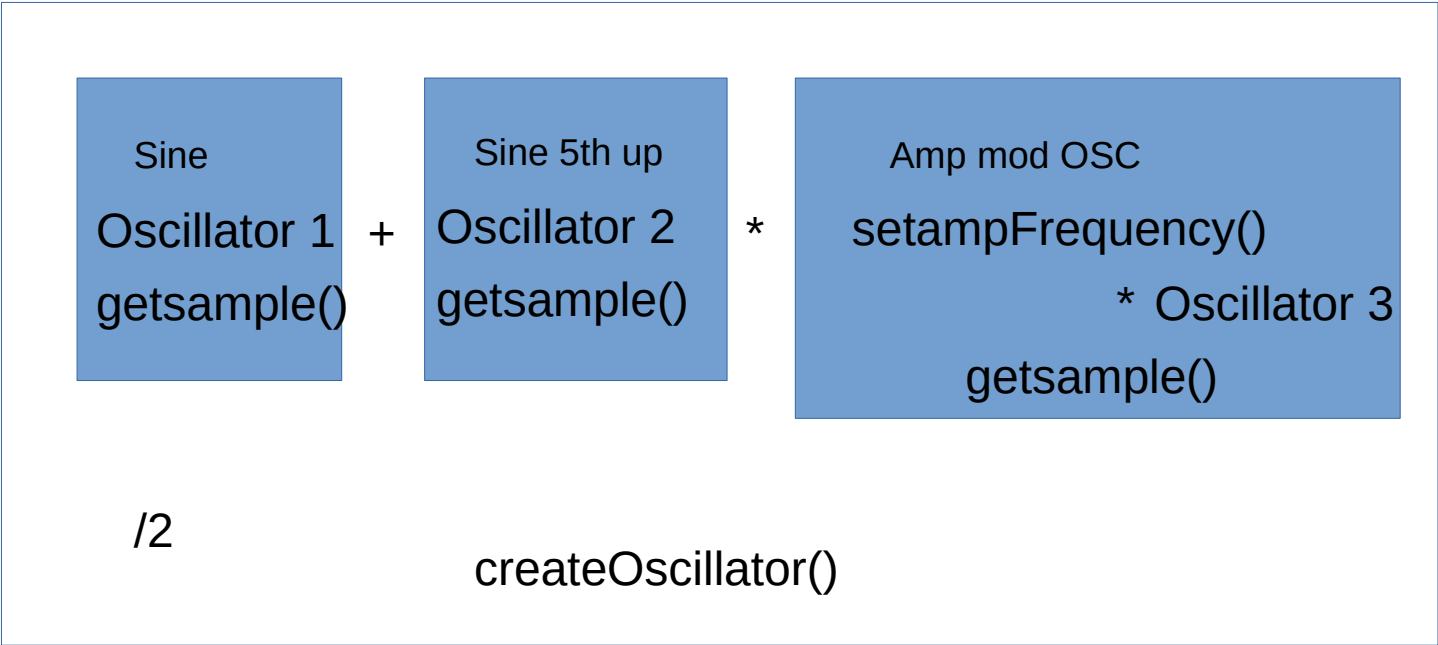 Sine
Oscillator 1
getsample()
+
Sine 5th up
Oscillator 2
getsample()
*
Amp mod OSC
setampFrequency()
* Oscillator 3
getsample()
/2
createOscillator()